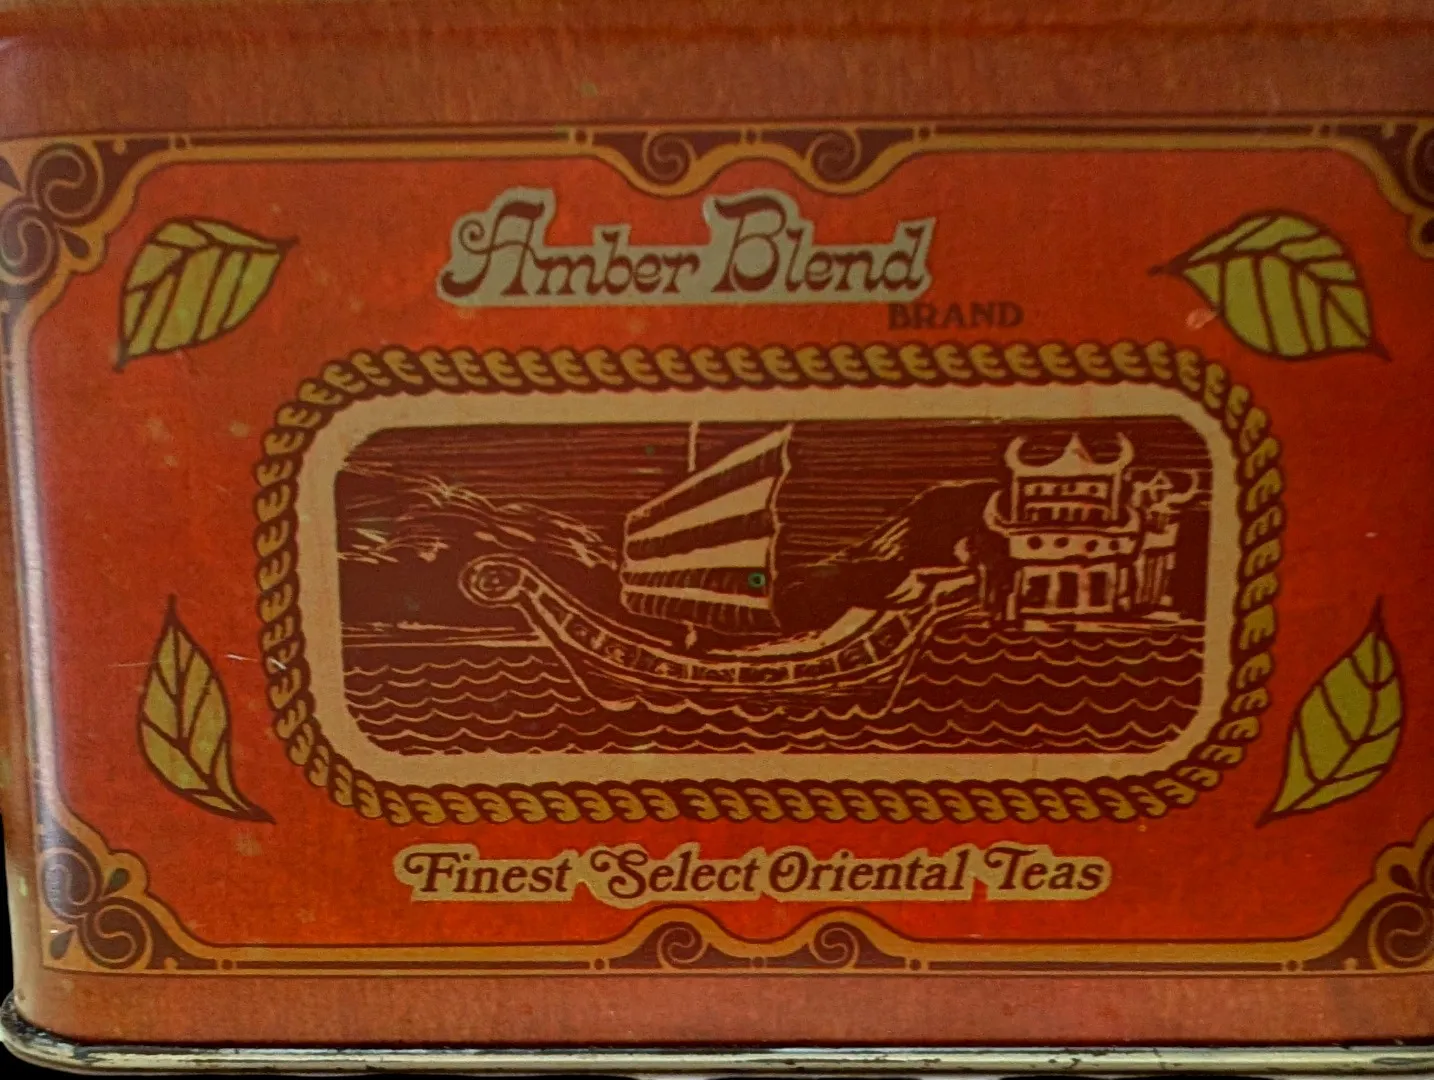 Amber Blend
BRAND
Finest Select Oriental Teas